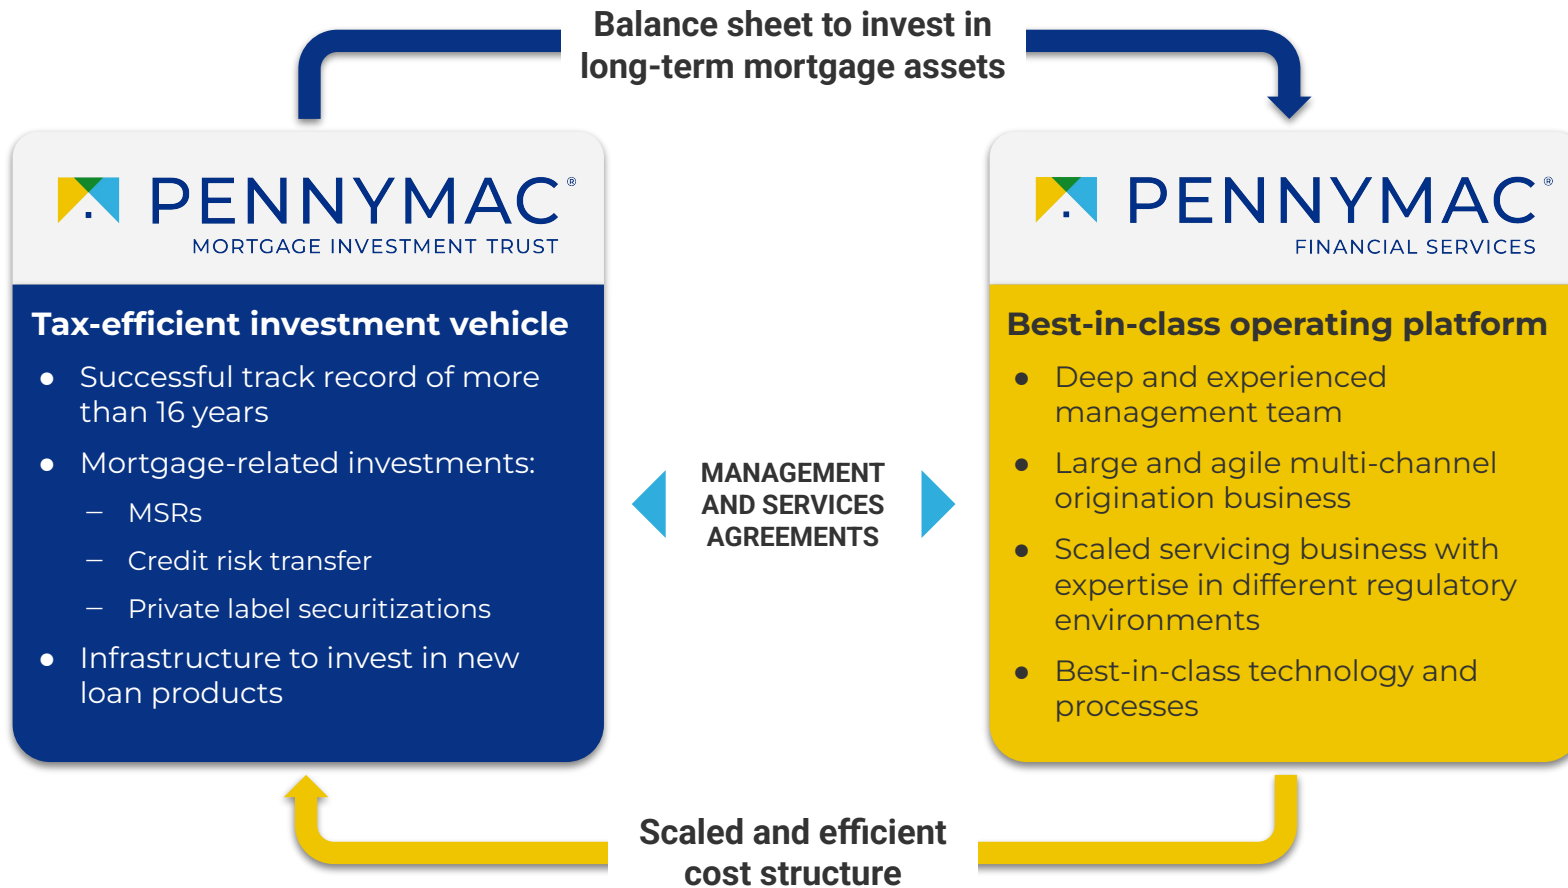 Balance sheet to invest in
long-term mortgage assets
PENNYMAC®
MORTGAGE INVESTMENT TRUST
Tax-efficient investment vehicle
● Successful track record of more
than 16 years
● Mortgage-related investments:
– MSRs
– Credit risk transfer
– Private label securitizations
● Infrastructure to invest in new
loan products
MANAGEMENT
AND SERVICES
AGREEMENTS
PENNYMAC®
FINANCIAL SERVICES
Best-in-class operating platform
● Deep and experienced
management team
● Large and agile multi-channel
origination business
● Scaled servicing business with
expertise in different regulatory
environments
● Best-in-class technology and
processes
Scaled and efficient
cost structure